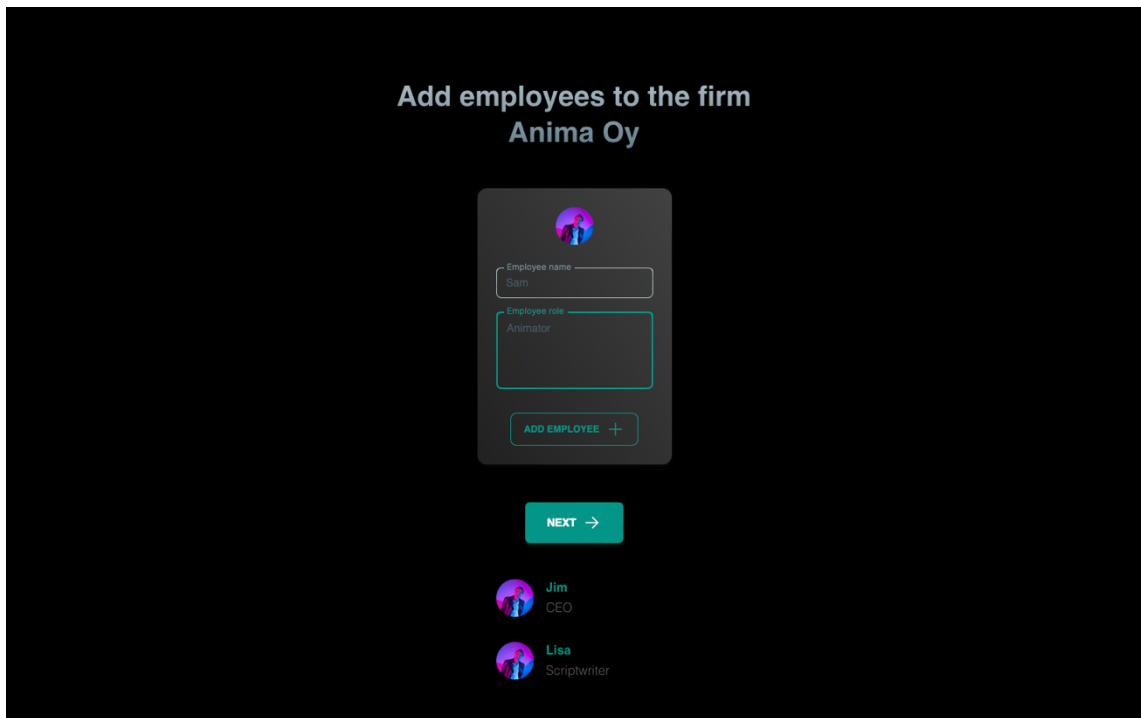 Add employees to the firm
Anima Oy
Employee name
Sam
Employee role
Animator
ADD EMPLOYEE
NEXT
Jim
CEO
Lisa
Scriptwriter